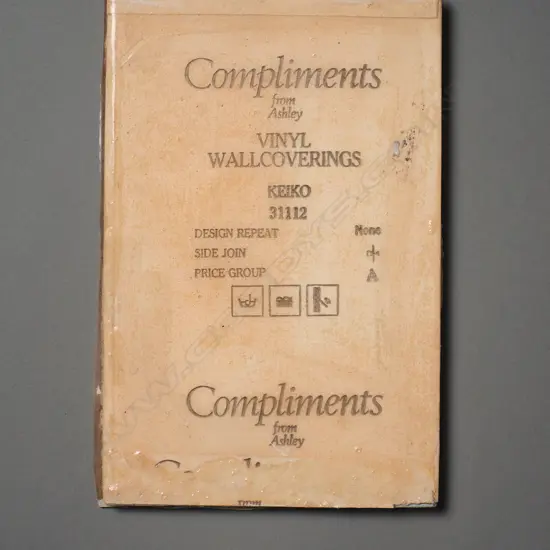 Compliments
from
Ashley
VINYL
WALLCOVERINGS
KEIKO
31112
DESIGN REPEAT None
SIDE JOIN
PRICE GROUP A
Compliments
from
Ashley